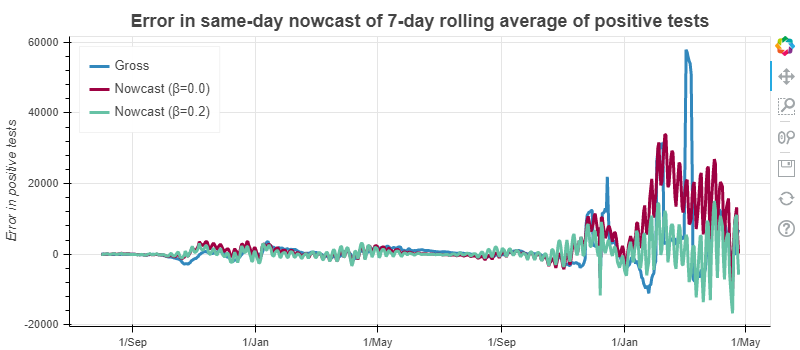 Error in same-day nowcast of 7-day rolling average of positive tests
Gross
Nowcast (β=0.0)
Nowcast (β=0.2)
Error in positive tests
60000
40000
20000
0
-20000
1/Sep
1/Jan
1/May
1/Sep
1/Jan
1/May